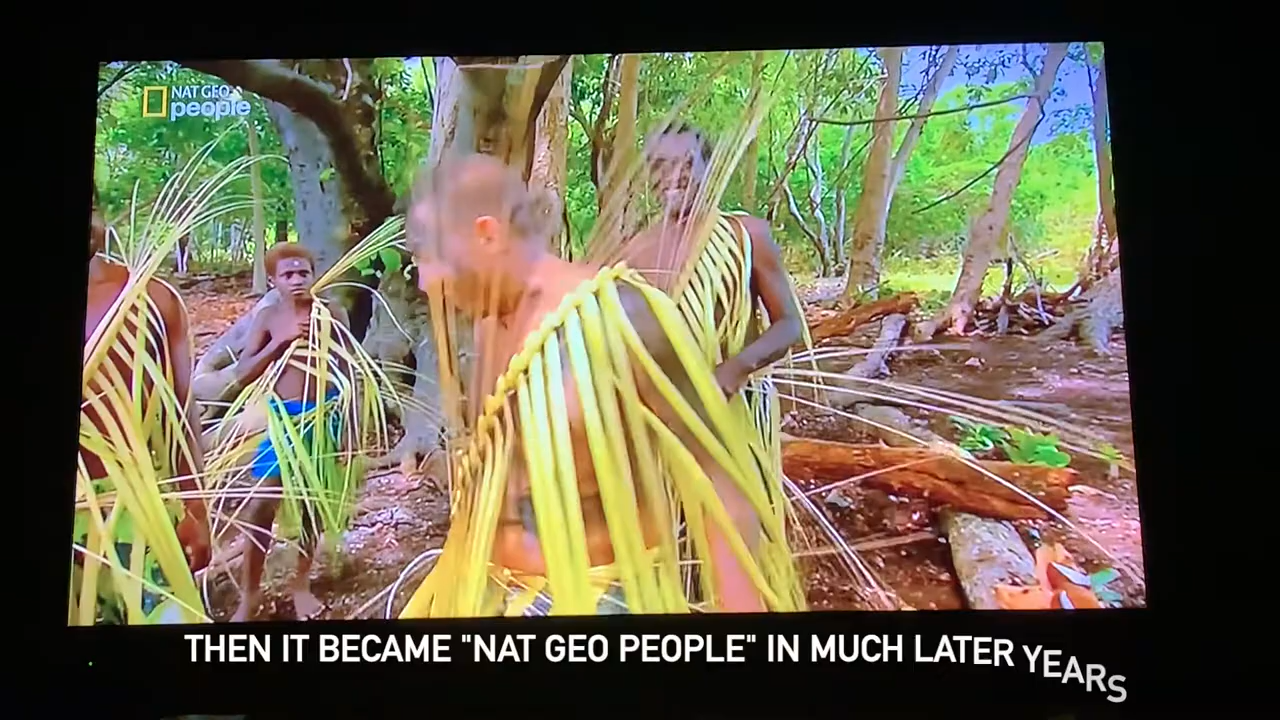 NAT GEO
people
THEN IT BECAME "NAT GEO PEOPLE" IN MUCH LATER YEARS